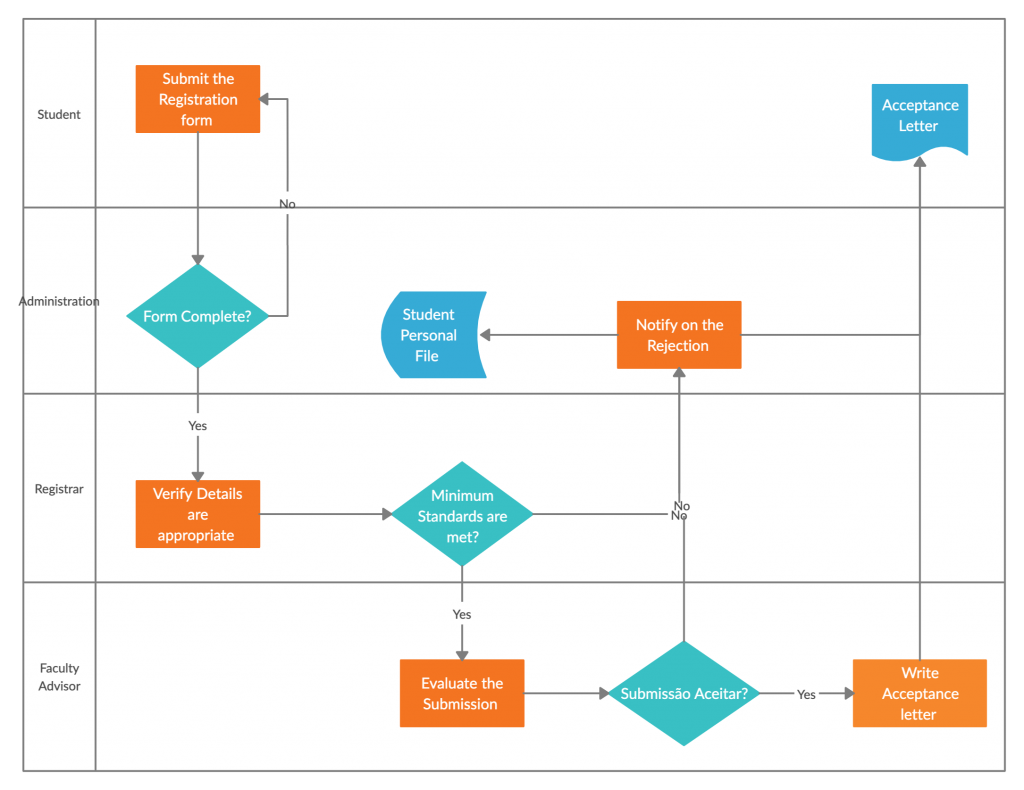 Student
Submit the
Registration
form
Acceptance
Letter
No
Administration
Form Complete?
Student
Personal
File
Notify on the
Rejection
Yes
Registrar
Verify Details
are
appropriate
Minimum
Standards are
met?
No
No
Yes
Faculty
Advisor
Evaluate the
Submission
Submissão Aceitar?
Yes
Write
Acceptance
letter